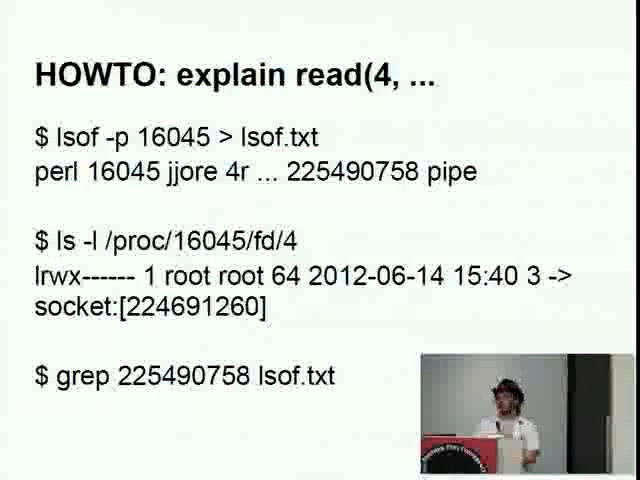 HOWTO: explain read(4, ...
$ lsof -p 16045 > lsof.txt
perl 16045 jjore 4r ... 225490758 pipe
$ ls -l /proc/16045/fd/4
lrwx------ 1 root root 64 2012-06-14 15:40 3 ->
socket:[224691260]
$ grep 225490758 lsof.txt